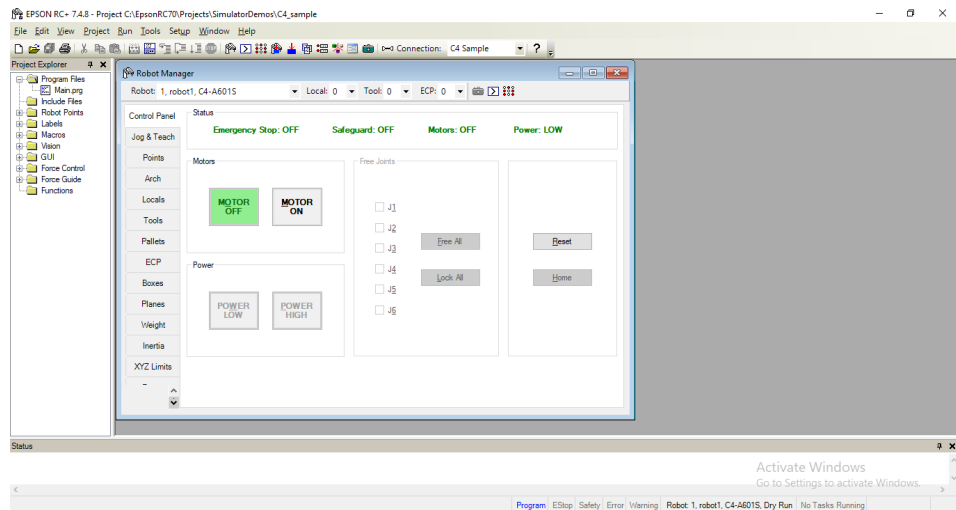 EPSON RC+ 7.4.8 - Project C:\EpsonRC70\Projects\SimulatorDemos\C4_sample
File Edit View Project Run Tools Setup Window Help
Connection: C4 Sample
Project Explorer
Program Files
Main.prg
Include Files
Robot Points
Labels
Macros
Vision
GUI
Force Control
Force Guide
Functions
Robot Manager
Robot: 1, robot1, C4-A601S Local: 0 Tool: 0 ECP: 0
Control Panel
Jog & Teach
Points
Arch
Locals
Tools
Pallets
ECP
Boxes
Planes
Weight
Inertia
XYZ Limits
Status
Emergency Stop: OFF Safeguard: OFF Motors: OFF Power: LOW
Motors
MOTOR OFF
MOTOR ON
Power
POWER LOW
POWER HIGH
Free Joints
J1
J2
J3
J4
J5
J6
Free All
Lock All
Reset
Home
Status
Activate Windows
Go to Settings to activate Windows.
Program EStop Safety Error Warning Robot: 1, robot1, C4-A601S, Dry Run No Tasks Running